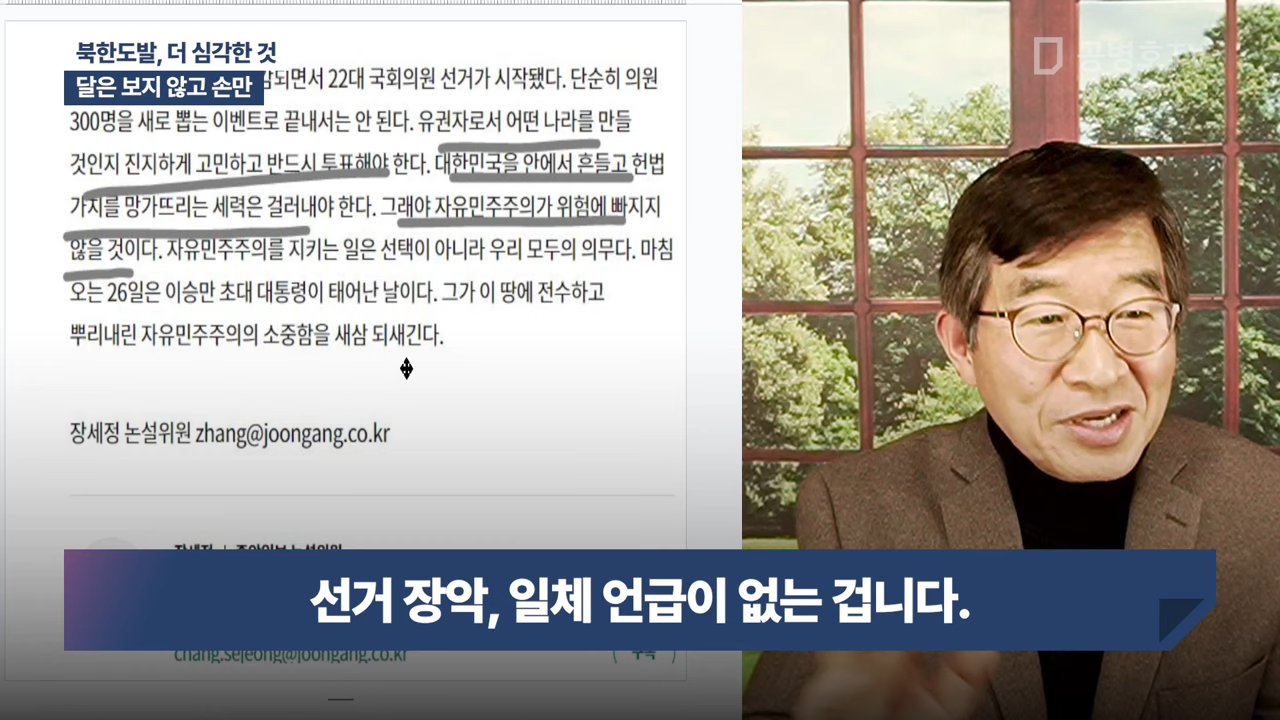 북한도발, 더 심각한 것
달은 보지 않고 손만
공병호
되면서 22대 국회의원 선거가 시작됐다. 단순히 의원
300명을 새로 뽑는 이벤트로 끝내서는 안 된다. 유권자로서 어떤 나라를 만들
것인지 진지하게 고민하고 반드시 투표해야 한다. 대한민국을 안에서 흔들고 헌법
가치를 망가뜨리는 세력은 걸러내야 한다. 그래야 자유민주주의가 위험에 빠지지
않을 것이다. 자유민주주의를 지키는 일은 선택이 아니라 우리 모두의 의무다. 마침
오는 26일은 이승만 초대 대통령이 태어난 날이다. 그가 이 땅에 전수하고
뿌리내린 자유민주주의의 소중함을 새삼 되새긴다.
장세정 논설위원 zhang@joongang.co.kr
선거 장악, 일체 언급이 없는 겁니다.
chang.sejeong@joongang.co.kr